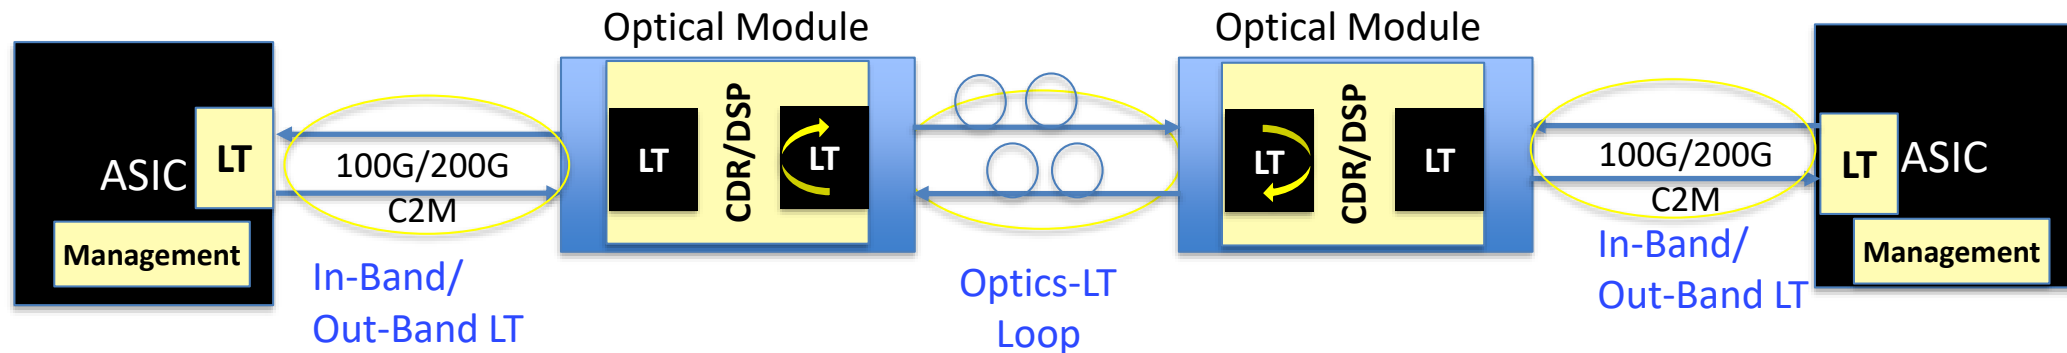 Optical Module
Optical Module
ASIC
LT
Management
100G/200G
C2M
In-Band/
Out-Band LT
LT
CDR/DSP
LT
Optics-LT
Loop
LT
CDR/DSP
LT
100G/200G
C2M
In-Band/
Out-Band LT
LT
ASIC
Management